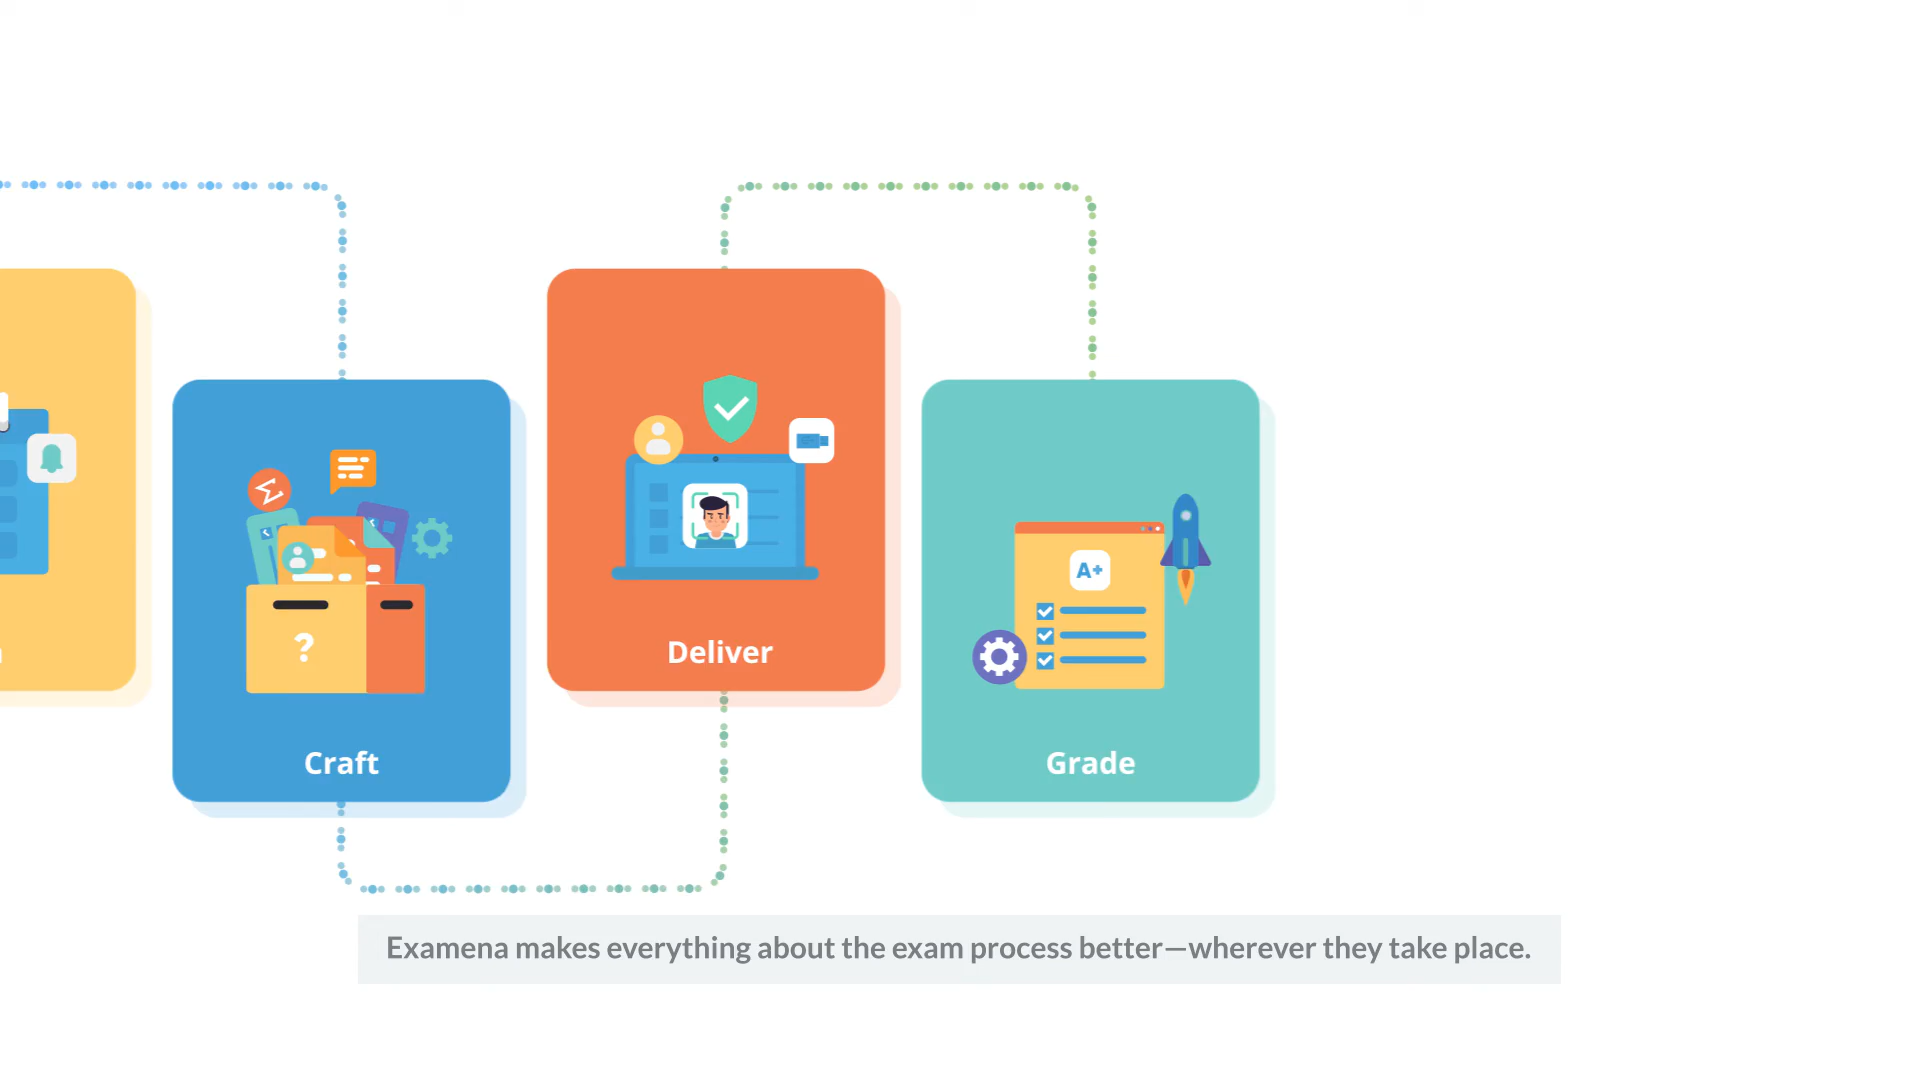 Deliver
Craft
?
A+
Grade
Examena makes everything about the exam process better—wherever they take place.